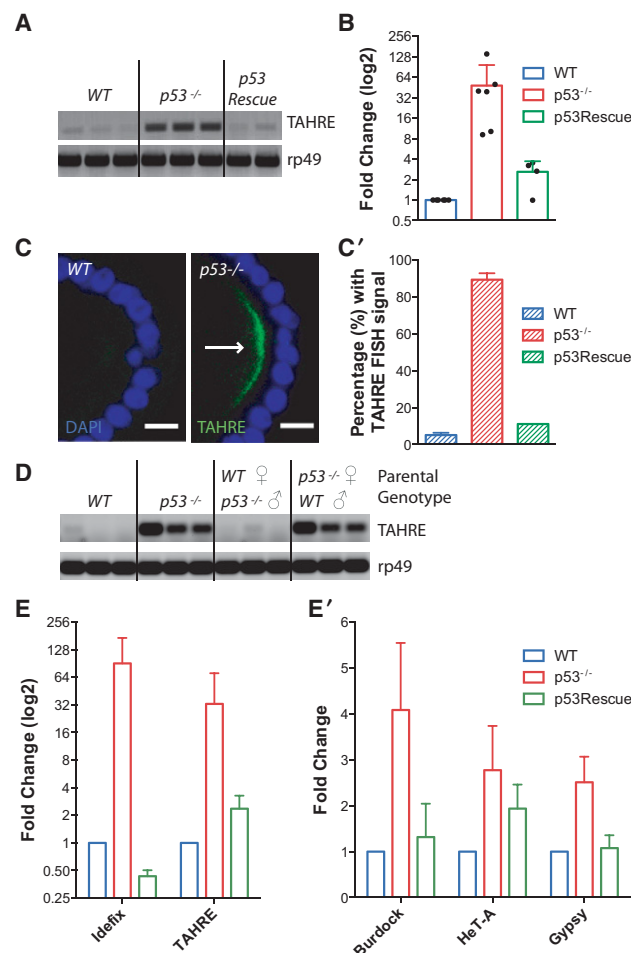 A
WT
p53 -/-
p53
Rescue
TAHRE
rp49
B
Fold Change (log2)
256
128
64
32
16
8
4
2
1
0.5
WT
p53-/-
p53Rescue
C
WT
p53-/-
DAPI
TAHRE
C′
Percentage (%) with
TAHRE FISH signal
100
80
60
40
20
0
WT
p53-/-
p53Rescue
D
WT
p53 -/-
WT ♀
p53-/- ♂
p53-/- ♀
WT ♂
Parental
Genotype
TAHRE
rp49
E
Fold Change (log2)
256
128
64
32
16
8
4
2
1
0.50
0.25
Idefix
TAHRE
E′
Fold Change
6
5
4
3
2
1
0
WT
p53-/-
p53Rescue
Burdock
HeT-A
Gypsy